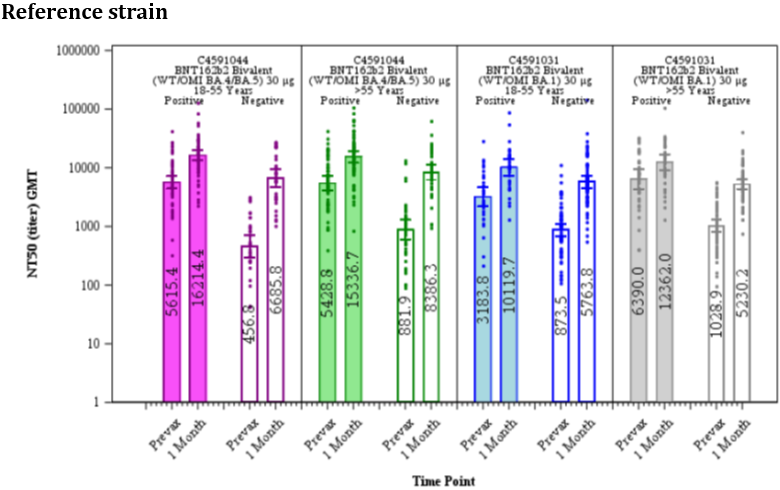 Reference strain
1000000
100000
10000
1000
100
10
1
NT50 (titer) GMT
C4591044
BNT162b2 Bivalent
(WT/OMI BA.4/BA.5) 30 µg
18-55 Years
Positive Negative
C4591044
BNT162b2 Bivalent
(WT/OMI BA.4/BA.5) 30 µg
>55 Years
Positive Negative
C4591031
BNT162b2 Bivalent
(WT/OMI BA.1) 30 µg
18-55 Years
Positive Negative
C4591031
BNT162b2 Bivalent
(WT/OMI BA.1) 30 µg
>55 Years
Positive Negative
5615.4
16214.4
456.8
6685.8
5428.8
15336.7
881.9
8386.3
3183.8
10119.7
873.5
5763.8
6390.0
12362.0
1028.9
5230.2
Prevax
1 Month
Prevax
1 Month
Prevax
1 Month
Prevax
1 Month
Prevax
1 Month
Prevax
1 Month
Prevax
1 Month
Prevax
1 Month
Time Point